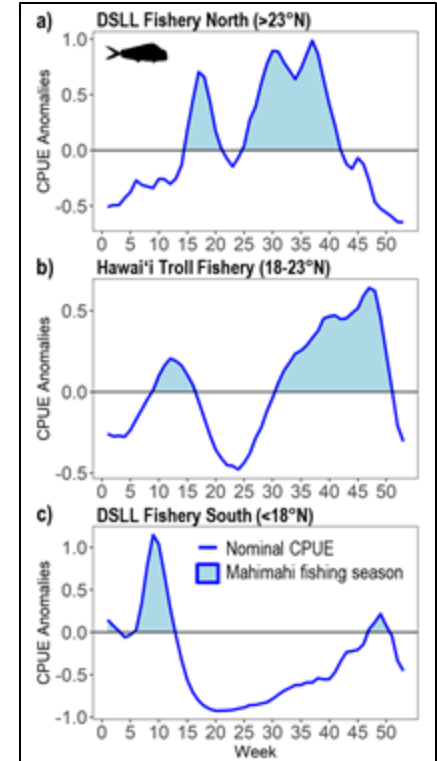 a) DSLL Fishery North (>23°N)
CPUE Anomalies
1.0
0.5
0.0
-0.5
0 5 10 15 20 25 30 35 40 45 50
b) Hawaiʻi Troll Fishery (18-23°N)
CPUE Anomalies
0.5
0.0
-0.5
0 5 10 15 20 25 30 35 40 45 50
c) DSLL Fishery South (<18°N)
CPUE Anomalies
1.0
0.5
0.0
-0.5
-1.0
Nominal CPUE
Mahimahi fishing season
0 5 10 15 20 25 30 35 40 45 50
Week